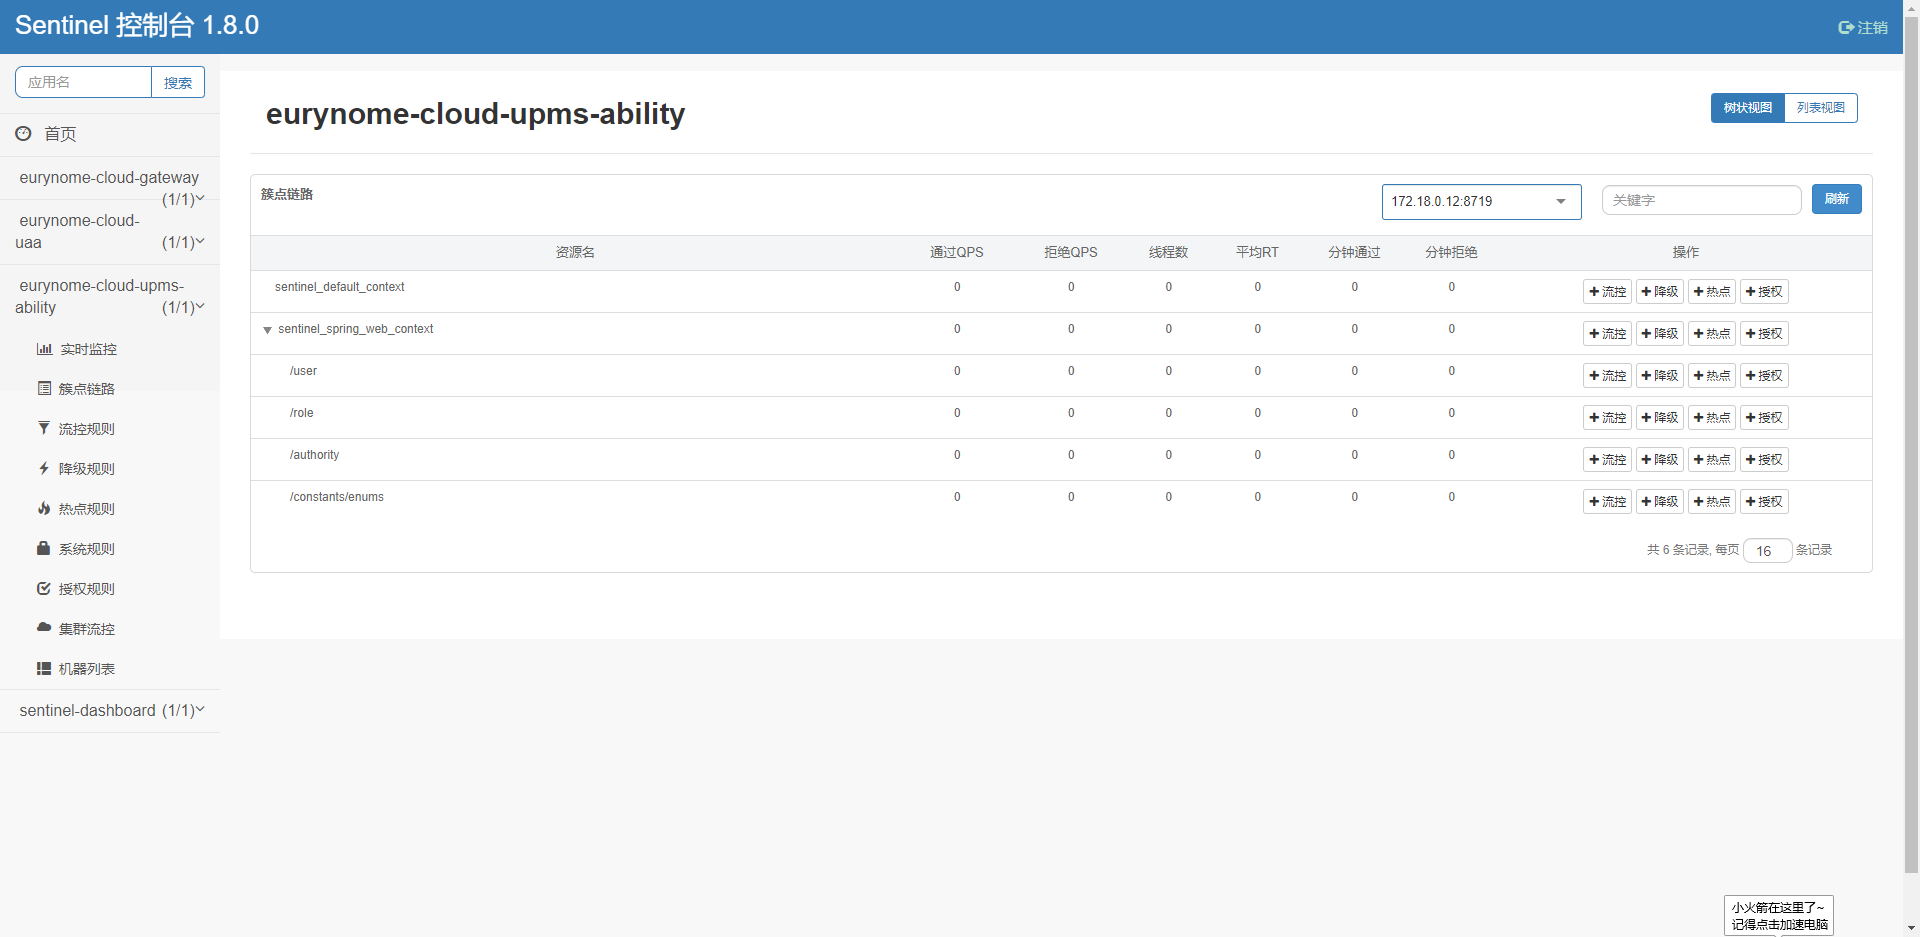 Sentinel 控制台 1.8.0
注销
应用名 搜索
首页
eurynome-cloud-gateway
(1/1)
eurynome-cloud-
uaa (1/1)
eurynome-cloud-upms-
ability (1/1)
实时监控
簇点链路
流控规则
降级规则
热点规则
系统规则
授权规则
集群流控
机器列表
sentinel-dashboard (1/1)
eurynome-cloud-upms-ability
树状视图 列表视图
簇点链路 172.18.0.12:8719 关键字 刷新
资源名 通过QPS 拒绝QPS 线程数 平均RT 分钟通过 分钟拒绝 操作
sentinel_default_context 0 0 0 0 0 0 流控 降级 热点 授权
sentinel_spring_web_context 0 0 0 0 0 0 流控 降级 热点 授权
/user 0 0 0 0 0 0 流控 降级 热点 授权
/role 0 0 0 0 0 0 流控 降级 热点 授权
/authority 0 0 0 0 0 0 流控 降级 热点 授权
/constants/enums 0 0 0 0 0 0 流控 降级 热点 授权
共 6 条记录, 每页 16 条记录
小火箭在这里了~
记得点击加速电脑